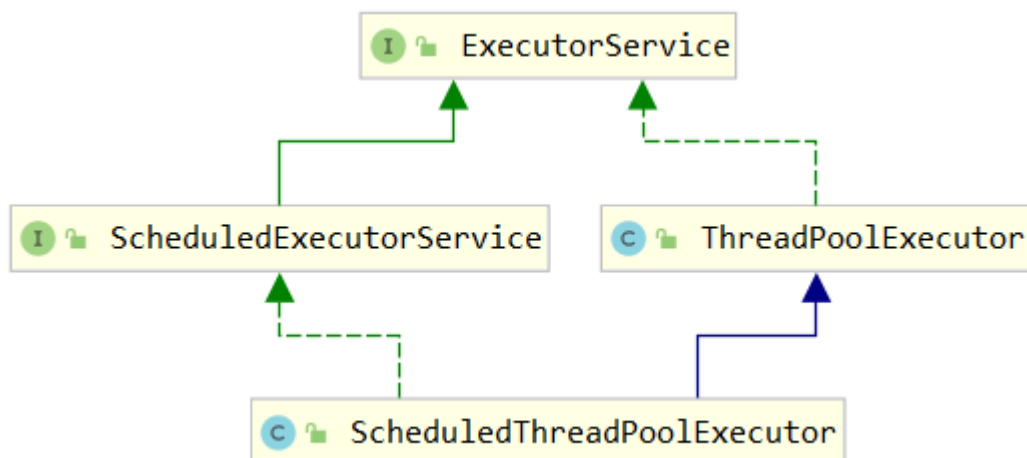 I ExecutorService
I ScheduledExecutorService
C ThreadPoolExecutor
C ScheduledThreadPoolExecutor